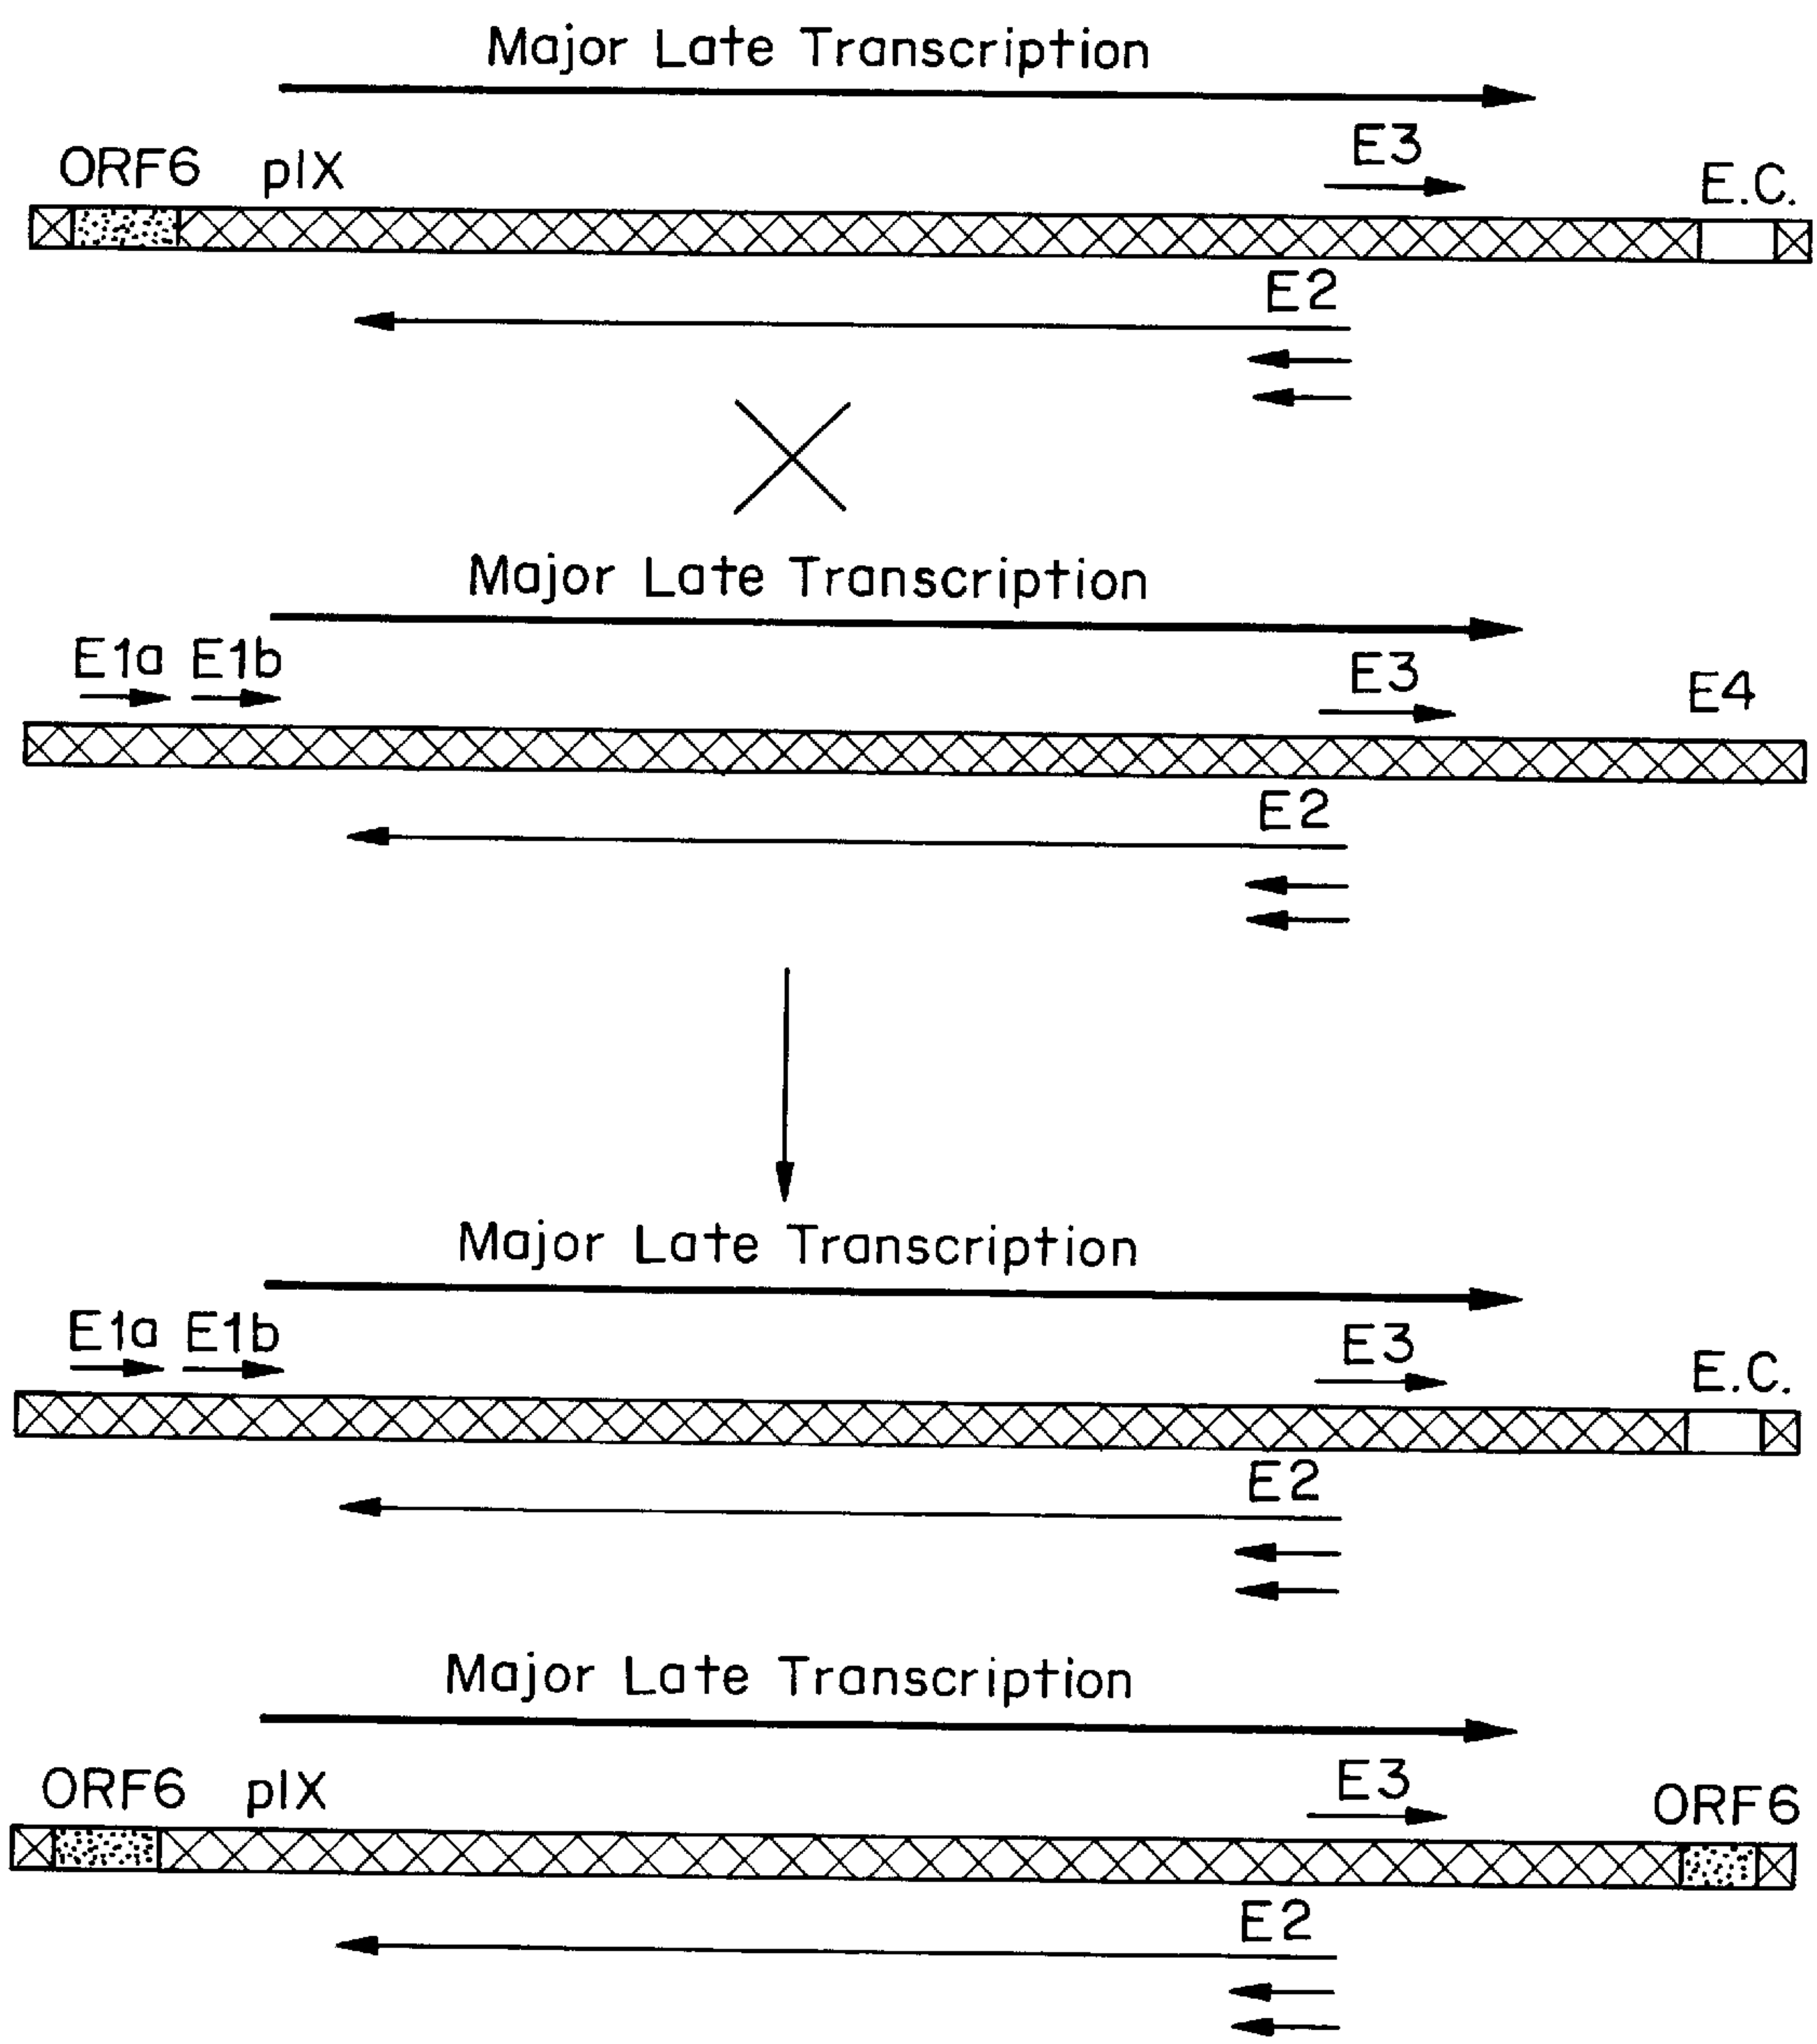 Major Late Transcription
E3
ORF6 pIX E.C.
E2
Major Late Transcription
E1a E1b E3 E4
E2
Major Late Transcription
E1a E1b E3 E.C.
E2
Major Late Transcription
ORF6 pIX E3 ORF6
E2